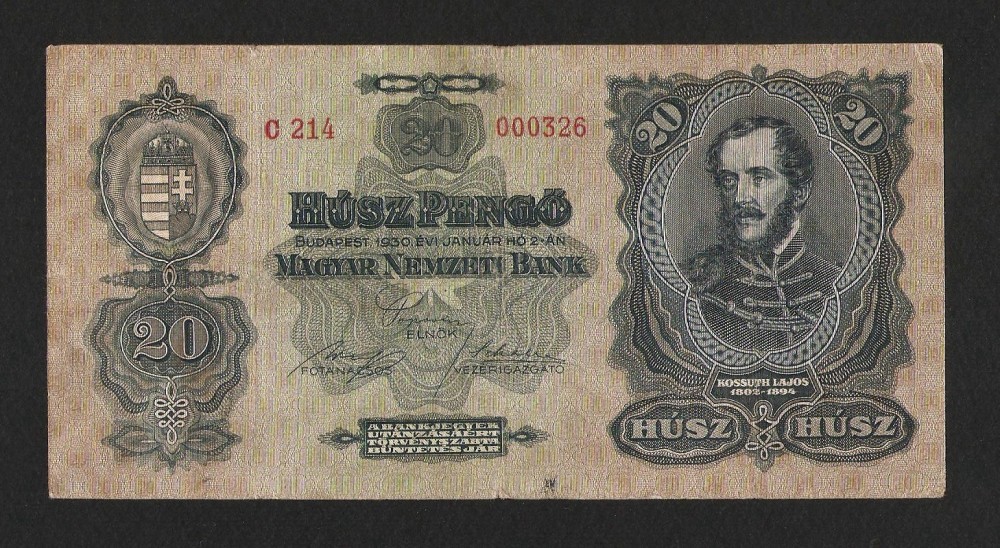 C 214
20
000326
HÚSZ PENGŐ
BUDAPEST 1930. ÉVI JANUÁR HÓ 2-ÁN
MAGYAR NEMZETI BANK
ELNÖK
FŐTANÁCSOS
VEZÉRIGAZGATÓ
A BANKJEGYEK
UTÁNZÁSÁÉRT
TÖRVÉNYSZABTA
BÜNTETÉS JÁR
20
20
20
KOSSUTH LAJOS
1802-1894
HÚSZ
HÚSZ